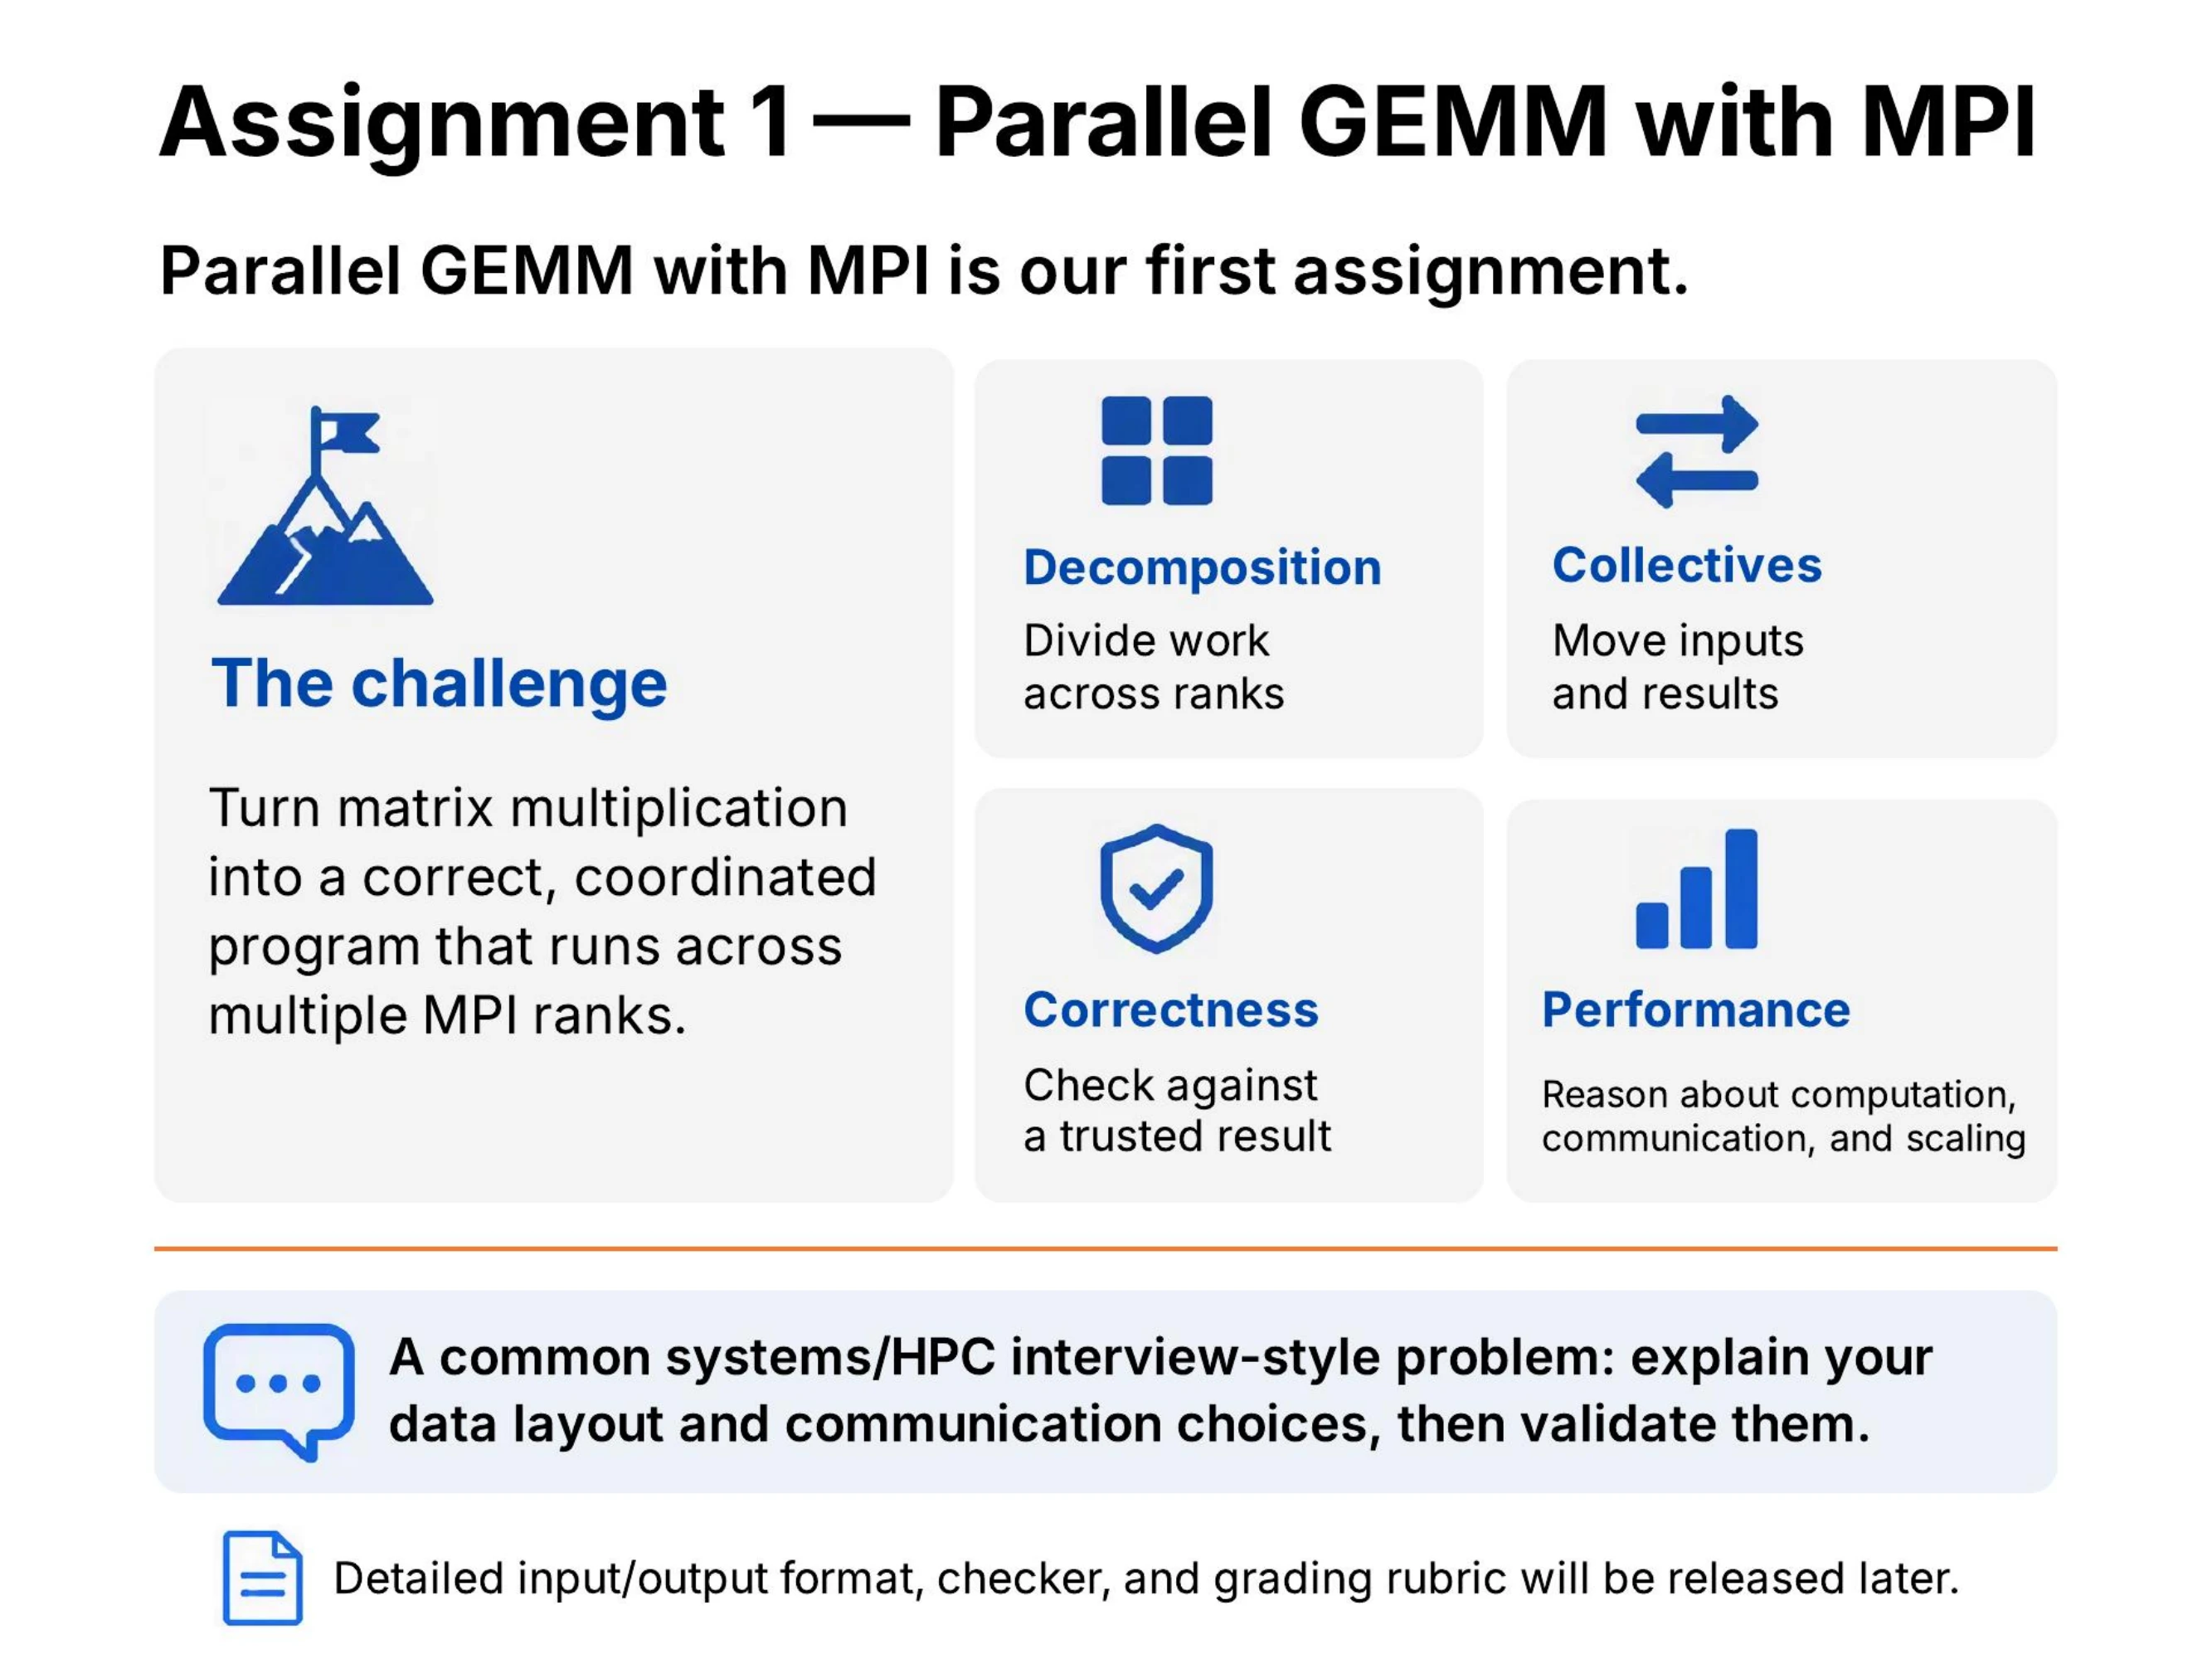 Assignment 1 — Parallel GEMM with MPI
Parallel GEMM with MPI is our first assignment.
The challenge
Turn matrix multiplication
into a correct, coordinated
program that runs across
multiple MPI ranks.
Decomposition
Divide work
across ranks
Collectives
Move inputs
and results
Correctness
Check against
a trusted result
Performance
Reason about computation,
communication, and scaling
A common systems/HPC interview-style problem: explain your
data layout and communication choices, then validate them.
Detailed input/output format, checker, and grading rubric will be released later.